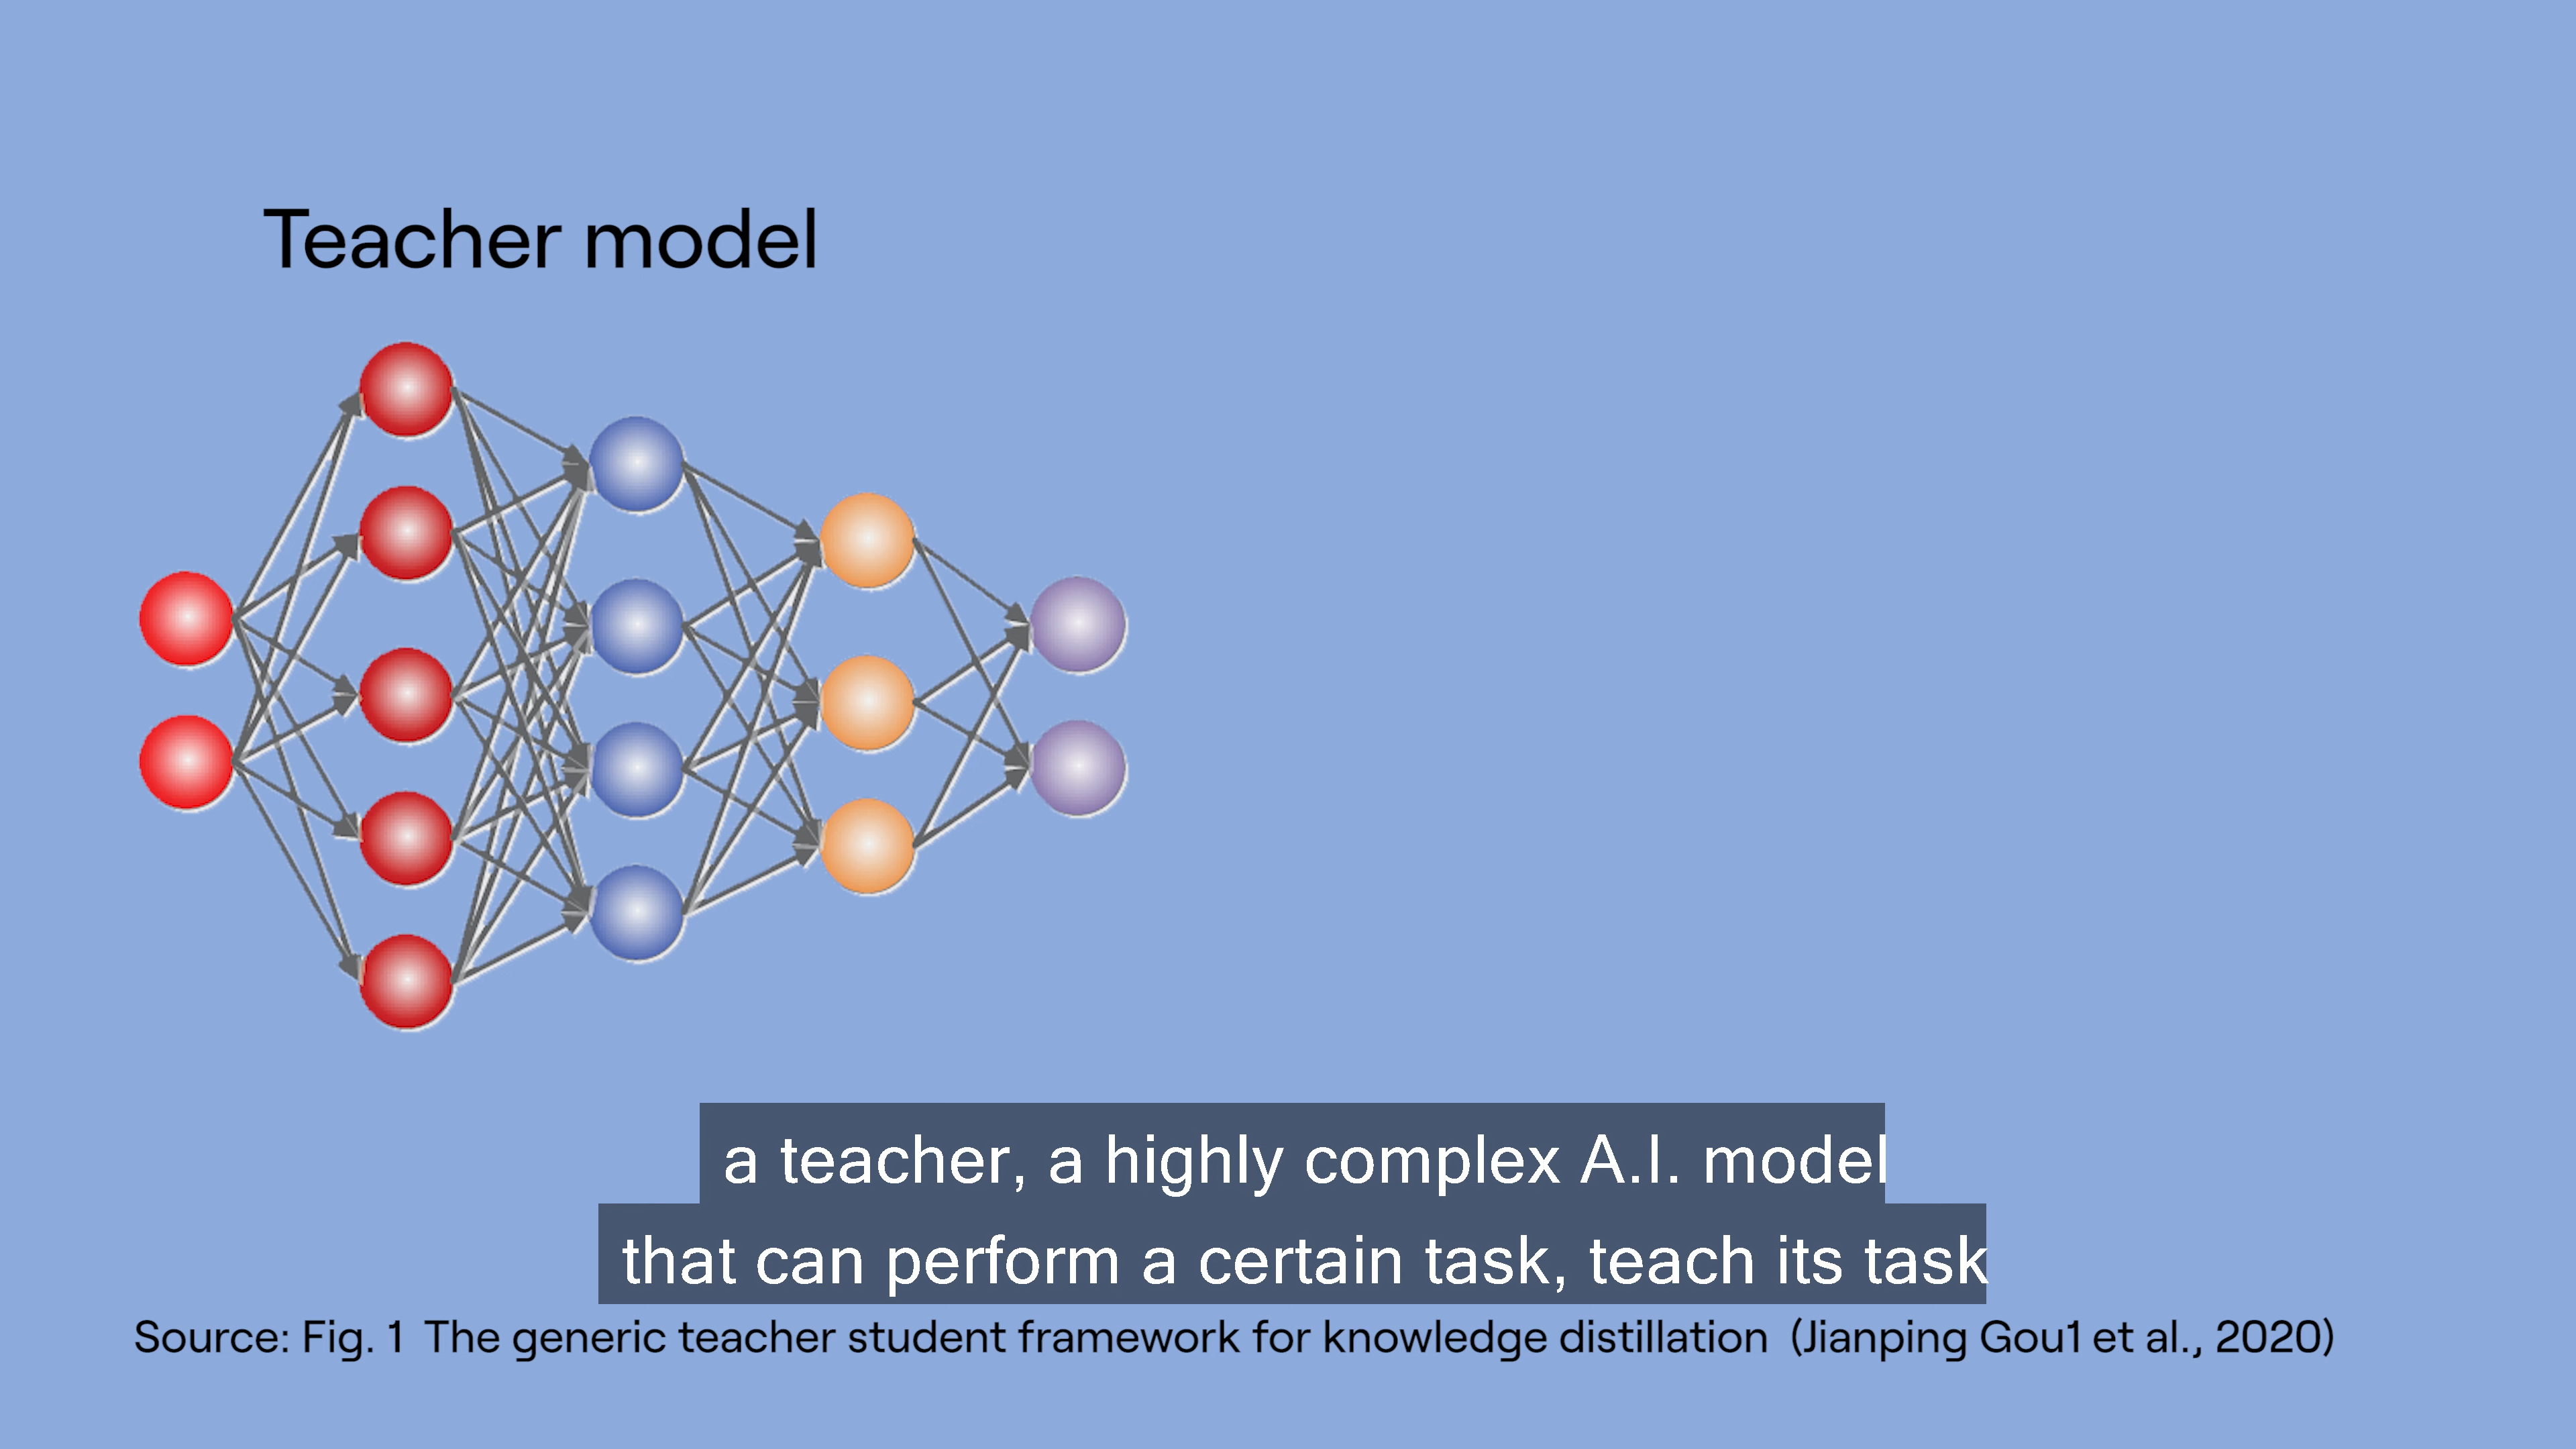 Teacher model
a teacher, a highly complex A.I. model
that can perform a certain task, teach its task
Source: Fig. 1 The generic teacher student framework for knowledge distillation (Jianping Gou1 et al., 2020)